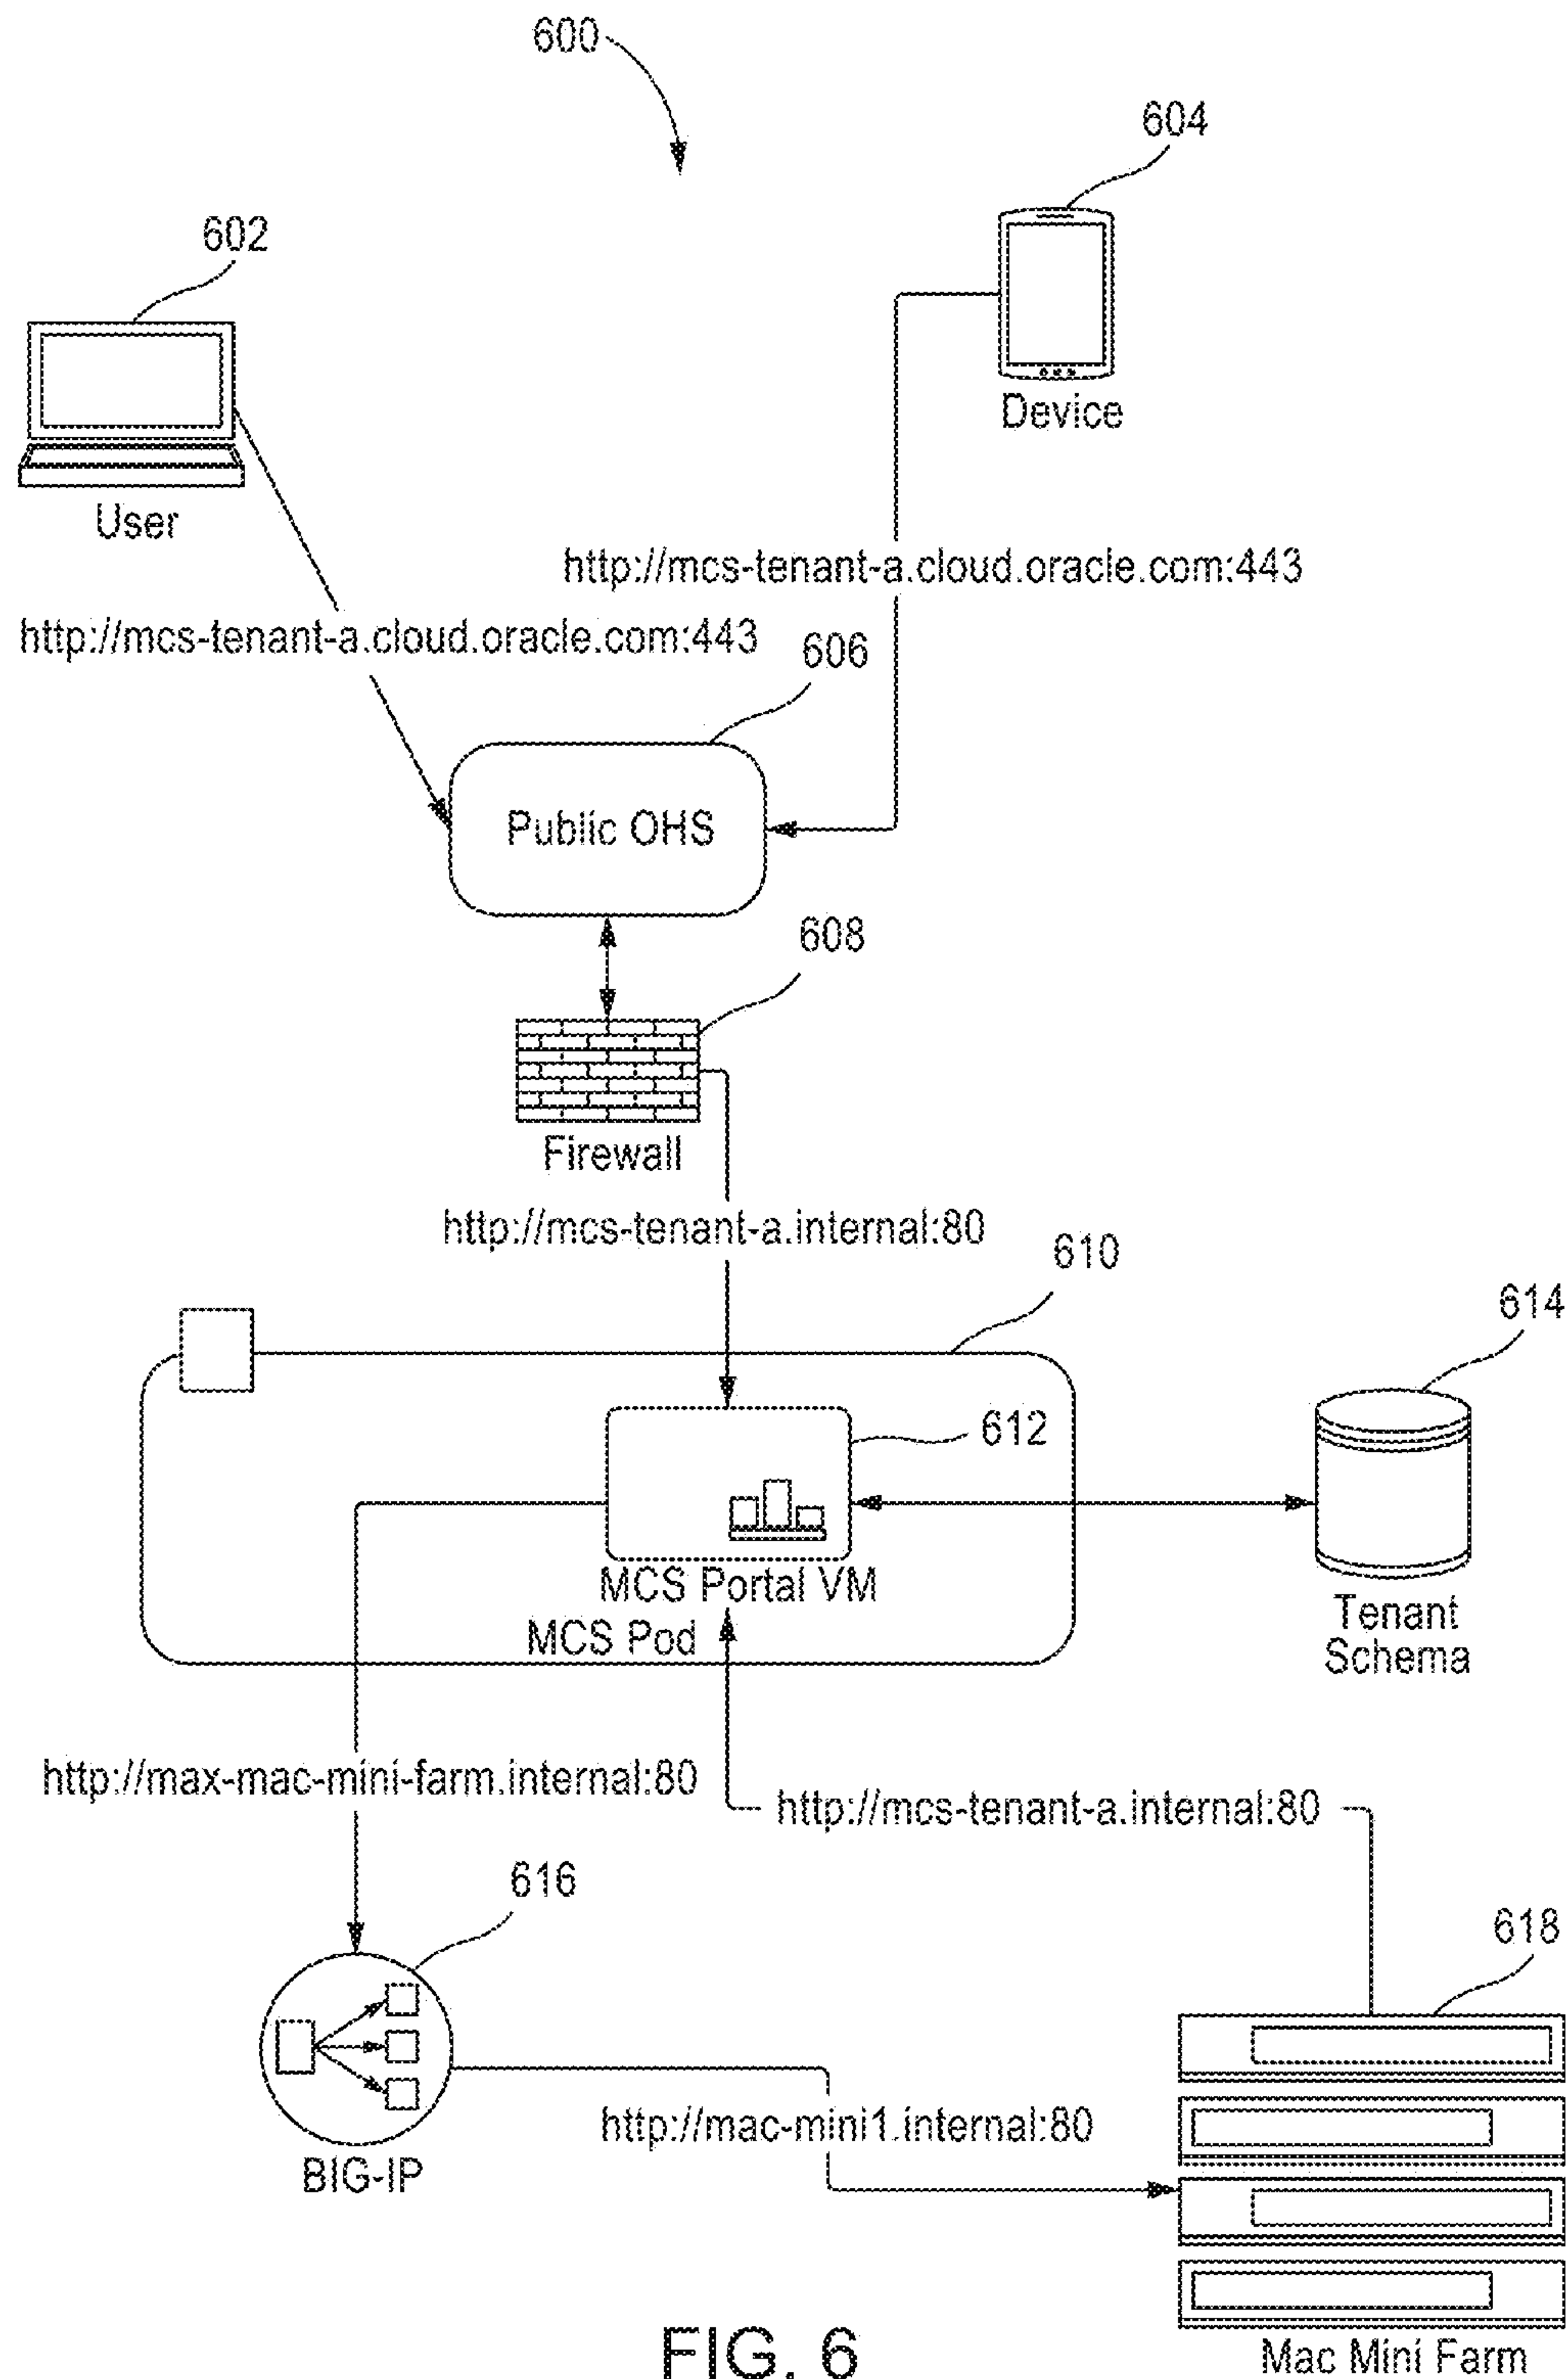 600
604
602
Device
User
http://mcs-tenant-a.cloud.oracle.com:443
http://mcs-tenant-a.cloud.oracle.com:443
606
Public OHS
608
Firewall
http://mcs-tenant-a.internal:80
610
614
612
MCS Portal VM
MCS Pod
Tenant
Schema
http://max-mac-mini-farm.internal:80
http://mcs-tenant-a.internal:80
616
618
http://mac-mini1.internal:80
BIG-IP
Mac Mini Farm
FIG. 6